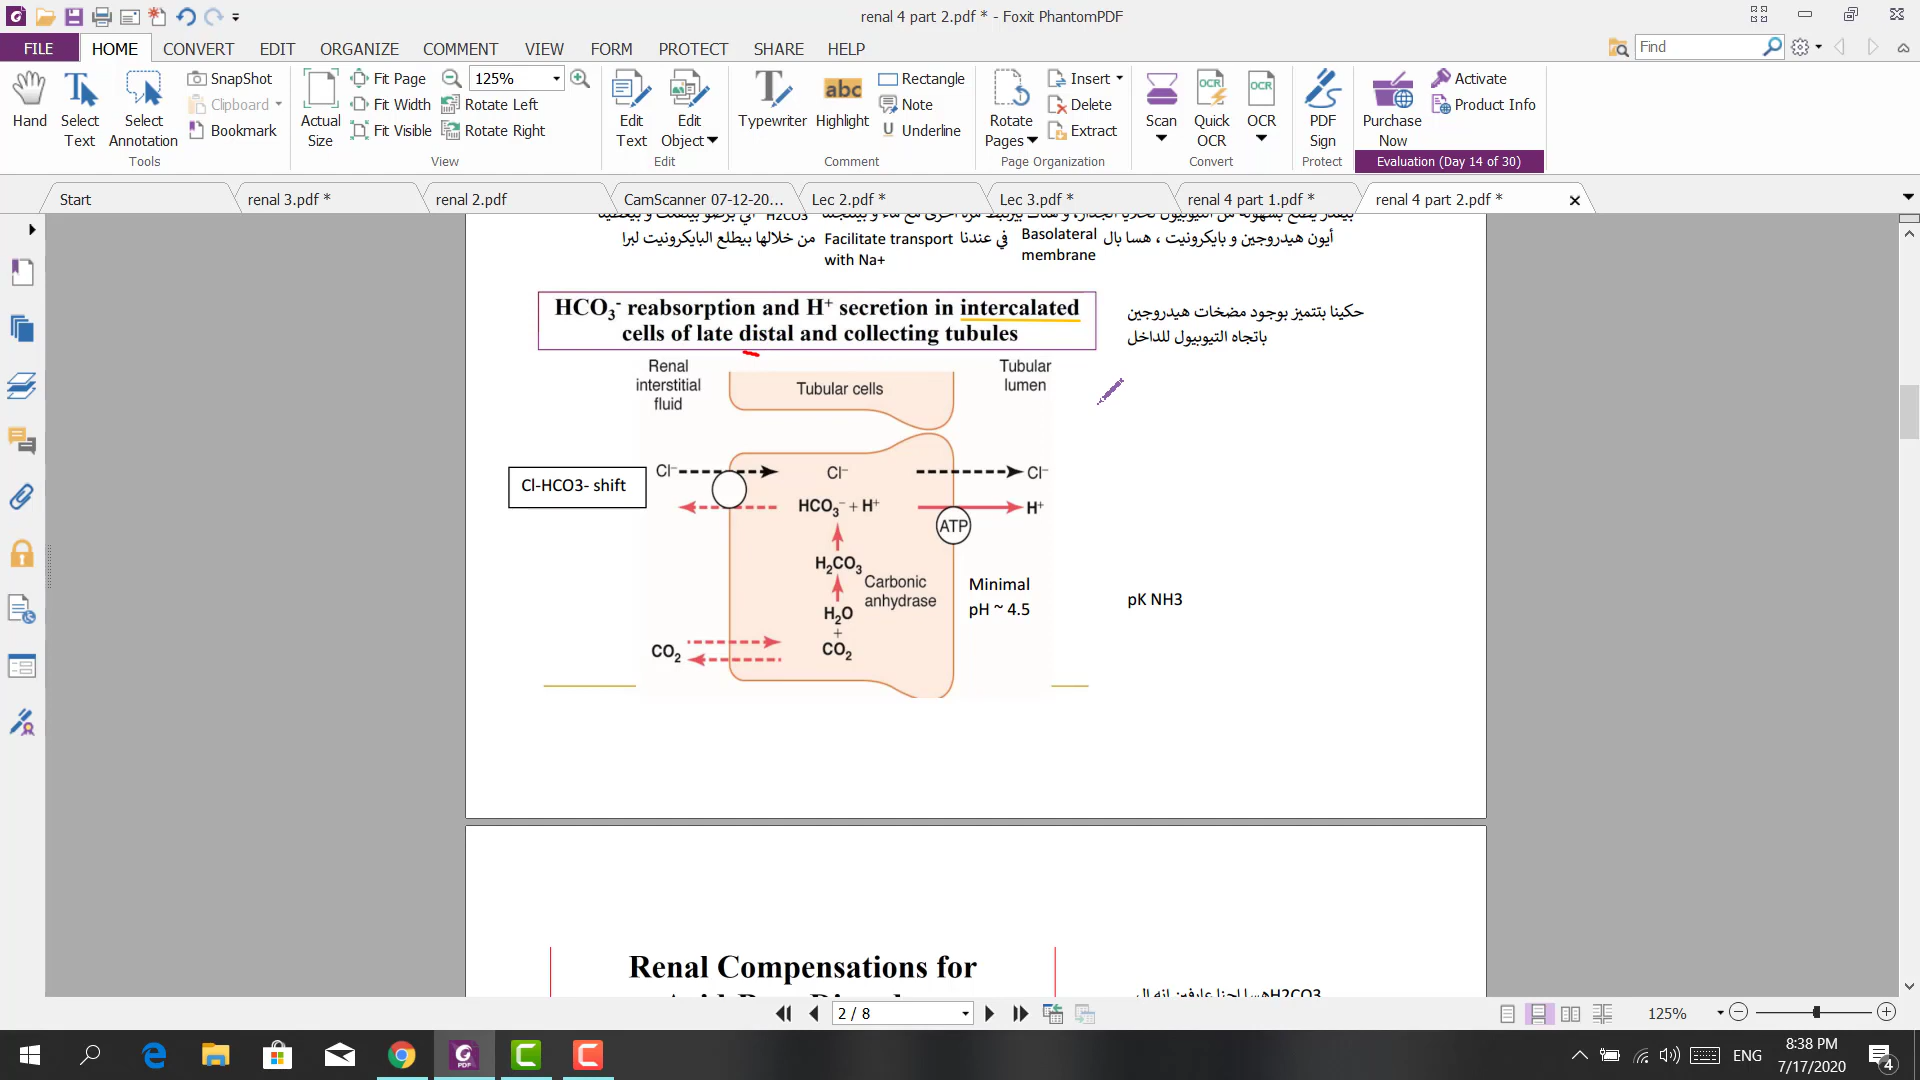 renal 4 part 2.pdf * - Foxit PhantomPDF
FILE HOME CONVERT EDIT ORGANIZE COMMENT VIEW FORM PROTECT SHARE HELP Find
Hand
Select Text
Select Annotation
SnapShot
Clipboard
Bookmark
Tools
Actual Size
Fit Page
Fit Width
Fit Visible
125%
Rotate Left
Rotate Right
View
Edit Text
Edit Object
Edit
Typewriter
abc
Highlight
Rectangle
Note
Underline
Comment
Rotate Pages
Insert
Delete
Extract
Page Organization
Scan
OCR
Quick OCR
OCR
OCR
Convert
PDF Sign
Protect
Purchase Now
Activate
Product Info
Evaluation (Day 14 of 30)
Start
renal 3.pdf *
renal 2.pdf
CamScanner 07-12-20...
Lec 2.pdf *
Lec 3.pdf *
renal 4 part 1.pdf *
renal 4 part 2.pdf *
أيون هيدروجين و بايكرونيت ، هسا بال Basolateral membrane في عندنا Facilitate transport with Na+ من خلالها بيطلع البايكرونيت لبرا
HCO3- reabsorption and H+ secretion in intercalated
cells of late distal and collecting tubules
حكينا بتتميز بوجود مضخات هيدروجين
باتجاه التيوبيول للداخل
Renal
interstitial
fluid
Tubular cells
Tubular
lumen
Cl-HCO3- shift
Cl– Cl– Cl–
HCO3– + H+ H+
ATP
H2CO3
Carbonic
anhydrase
H2O
+
CO2
CO2
Minimal
pH ~ 4.5
pK NH3
Renal Compensations for
2 / 8
125%
ENG
8:38 PM
7/17/2020
4